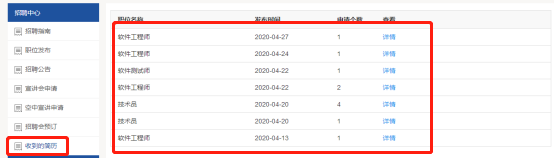 招聘中心
招聘指南
职位发布
招聘公告
宣讲会申请
空中宣讲申请
招聘会预订
收到的简历
职位名称 发布时间 申请个数 查看
软件工程师 2020-04-27 1 详情
软件工程师 2020-04-24 1 详情
软件测试师 2020-04-22 1 详情
软件工程师 2020-04-22 2 详情
技术员 2020-04-20 4 详情
技术员 2020-04-20 1 详情
软件工程师 2020-04-13 1 详情